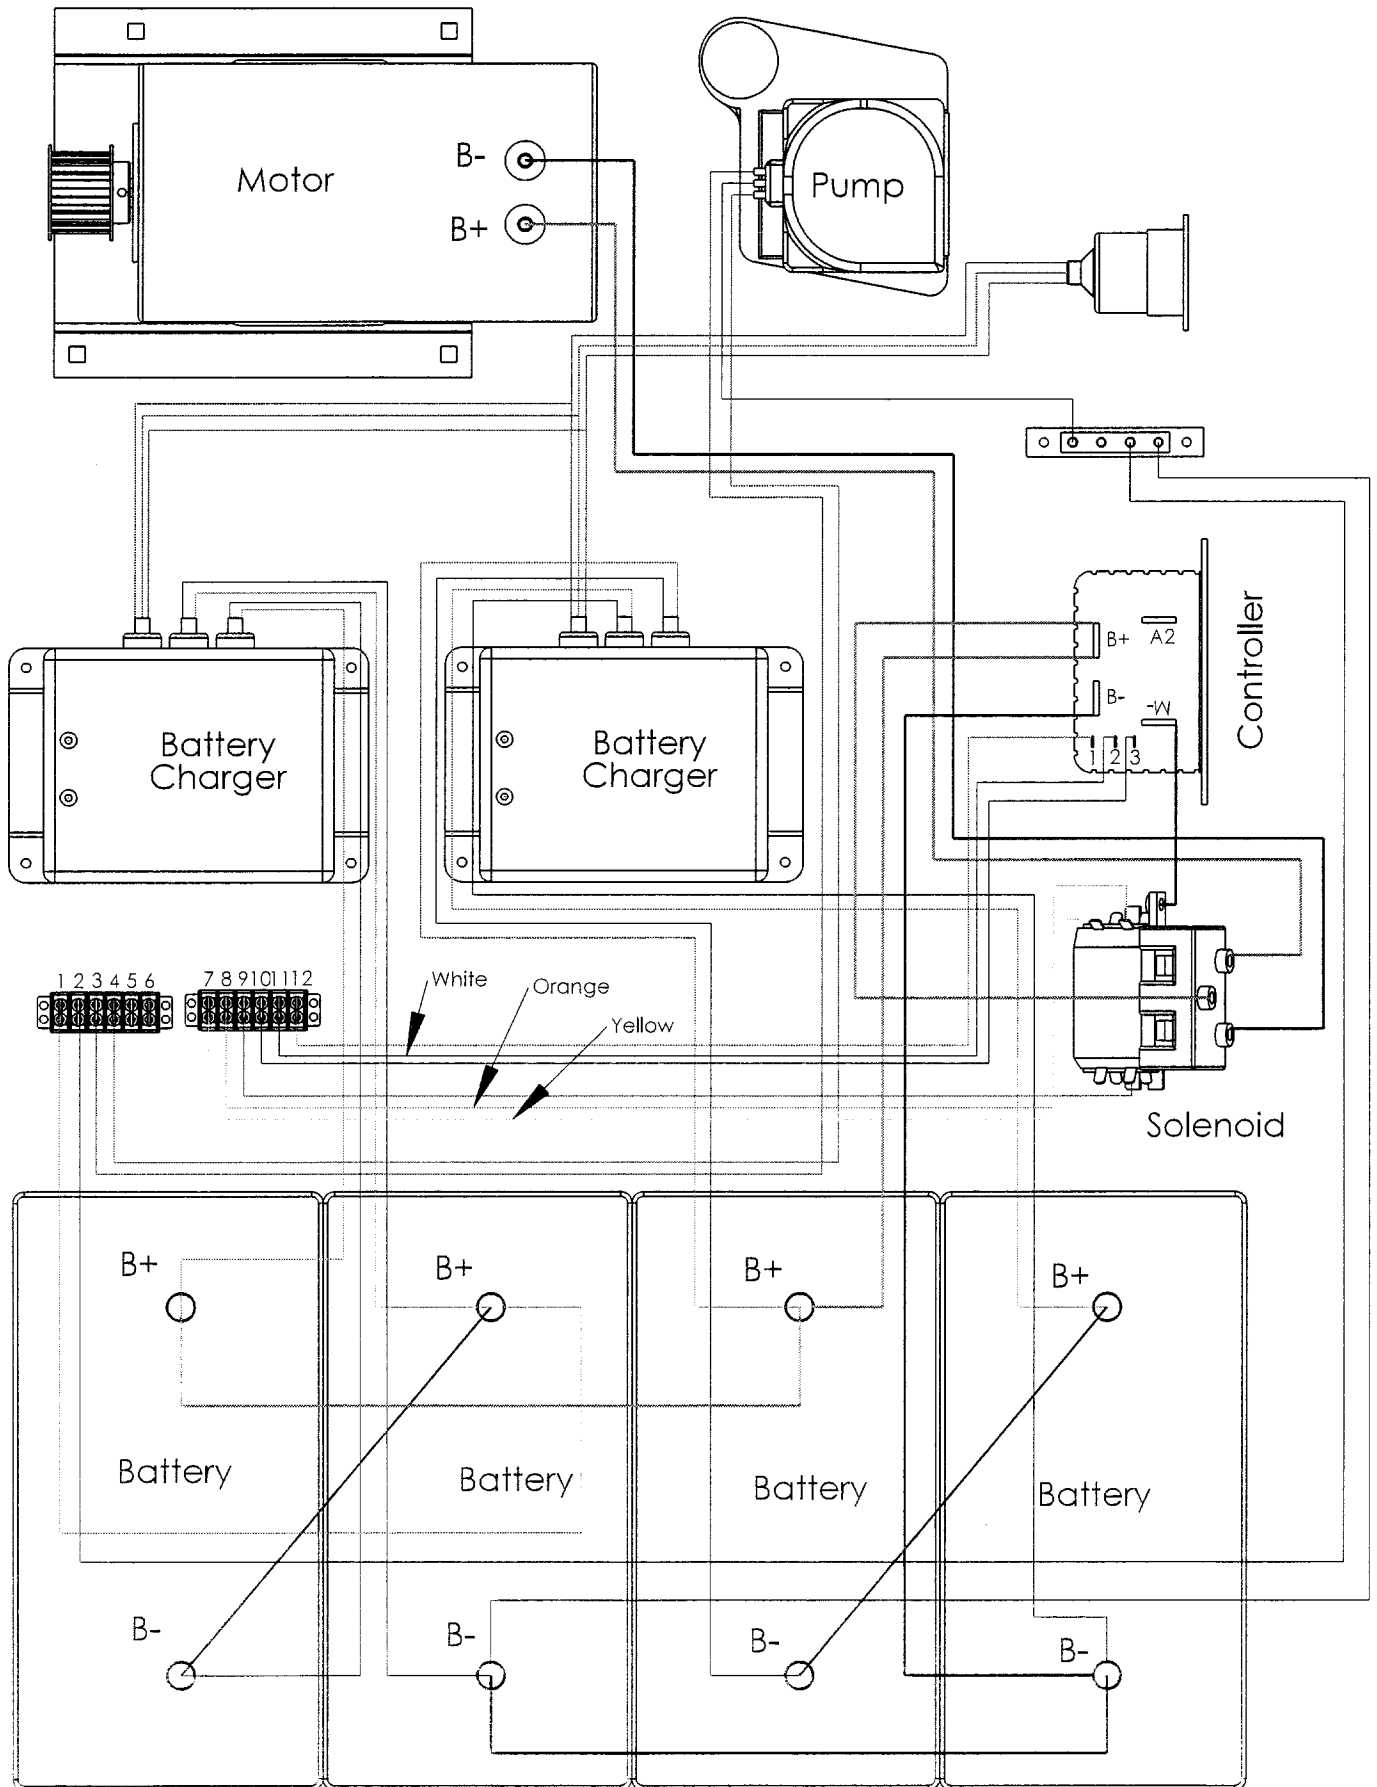 Motor
B-
B+
Pump
Controller
B+
A2
B-
M-
1 2 3
Battery
Charger
Battery
Charger
1 2 3 4 5 6
7 8 9 10 11 12
White
Orange
Yellow
Solenoid
B+
B+
B+
B+
Battery
Battery
Battery
Battery
B-
B-
B-
B-